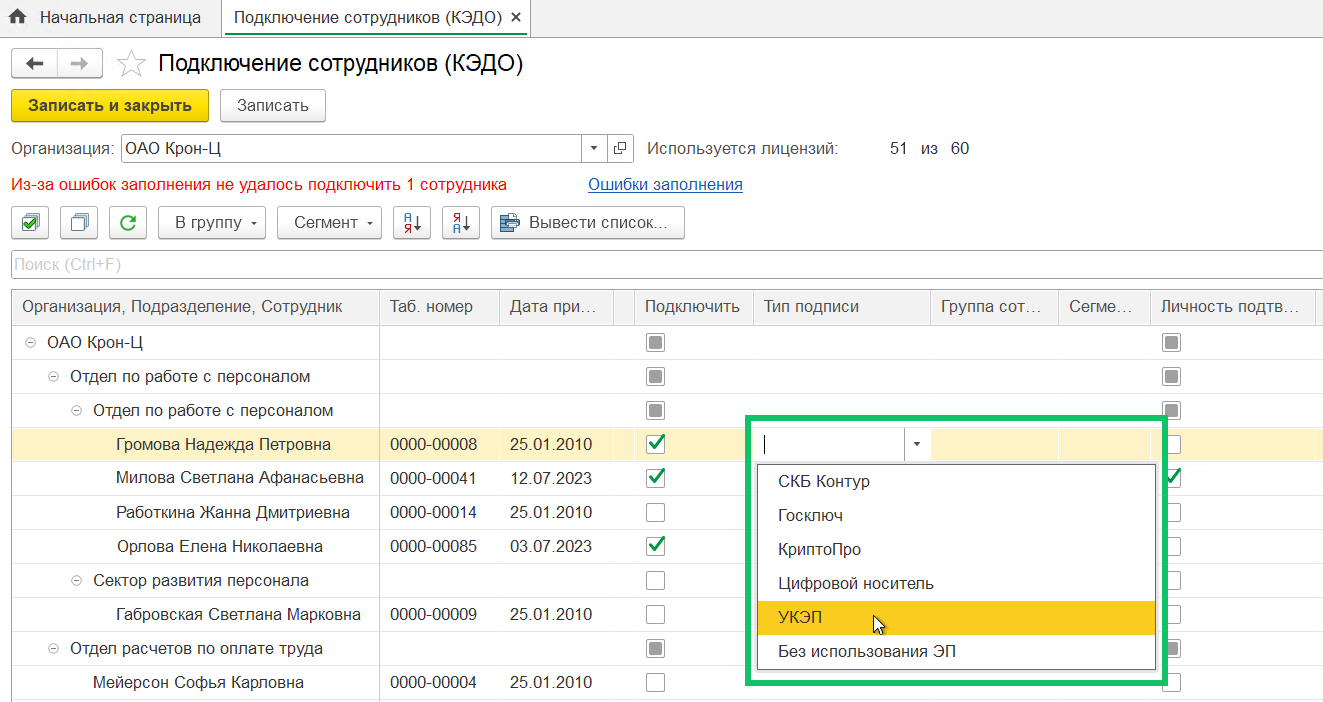 Начальная страница
Подключение сотрудников (КЭДО) ×
Подключение сотрудников (КЭДО)
Записать и закрыть
Записать
Организация: ОАО Крон-Ц
Используется лицензий: 51 из 60
Из-за ошибок заполнения не удалось подключить 1 сотрудника
Ошибки заполнения
В группу
Сегмент
А Я
Я А
Вывести список...
Поиск (Ctrl+F)
Организация, Подразделение, Сотрудник Таб. номер Дата при... Подключить Тип подписи Группа сот... Сегме... Личность подтв...
ОАО Крон-Ц
Отдел по работе с персоналом
Отдел по работе с персоналом
Громова Надежда Петровна 0000-00008 25.01.2010
Милова Светлана Афанасьевна 0000-00041 12.07.2023
СКБ Контур
Работкина Жанна Дмитриевна 0000-00014 25.01.2010
Госключ
Орлова Елена Николаевна 0000-00085 03.07.2023
КриптоПро
Сектор развития персонала
Цифровой носитель
Габровская Светлана Марковна 0000-00009 25.01.2010
УКЭП
Отдел расчетов по оплате труда
Без использования ЭП
Мейерсон Софья Карловна 0000-00004 25.01.2010